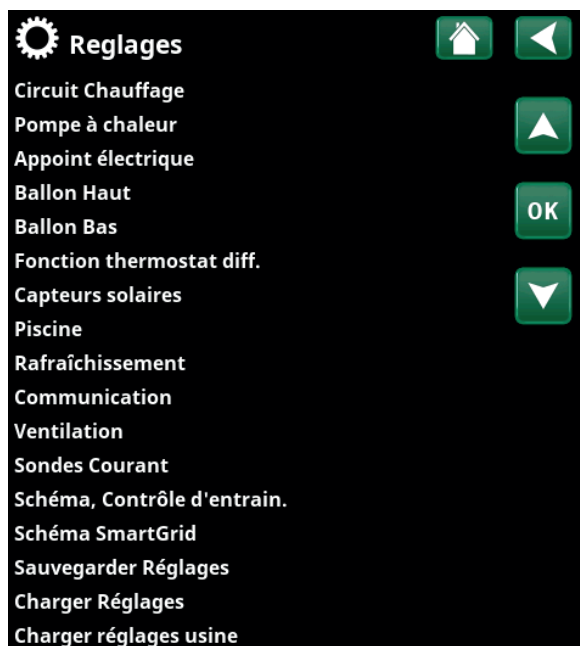 Reglages
Circuit Chauffage
Pompe à chaleur
Appoint électrique
Ballon Haut
OK
Ballon Bas
Fonction thermostat diff.
Capteurs solaires
Piscine
Rafraîchissement
Communication
Ventilation
Sondes Courant
Schéma, Contrôle d'entrain.
Schéma SmartGrid
Sauvegarder Réglages
Charger Réglages
Charger réglages usine